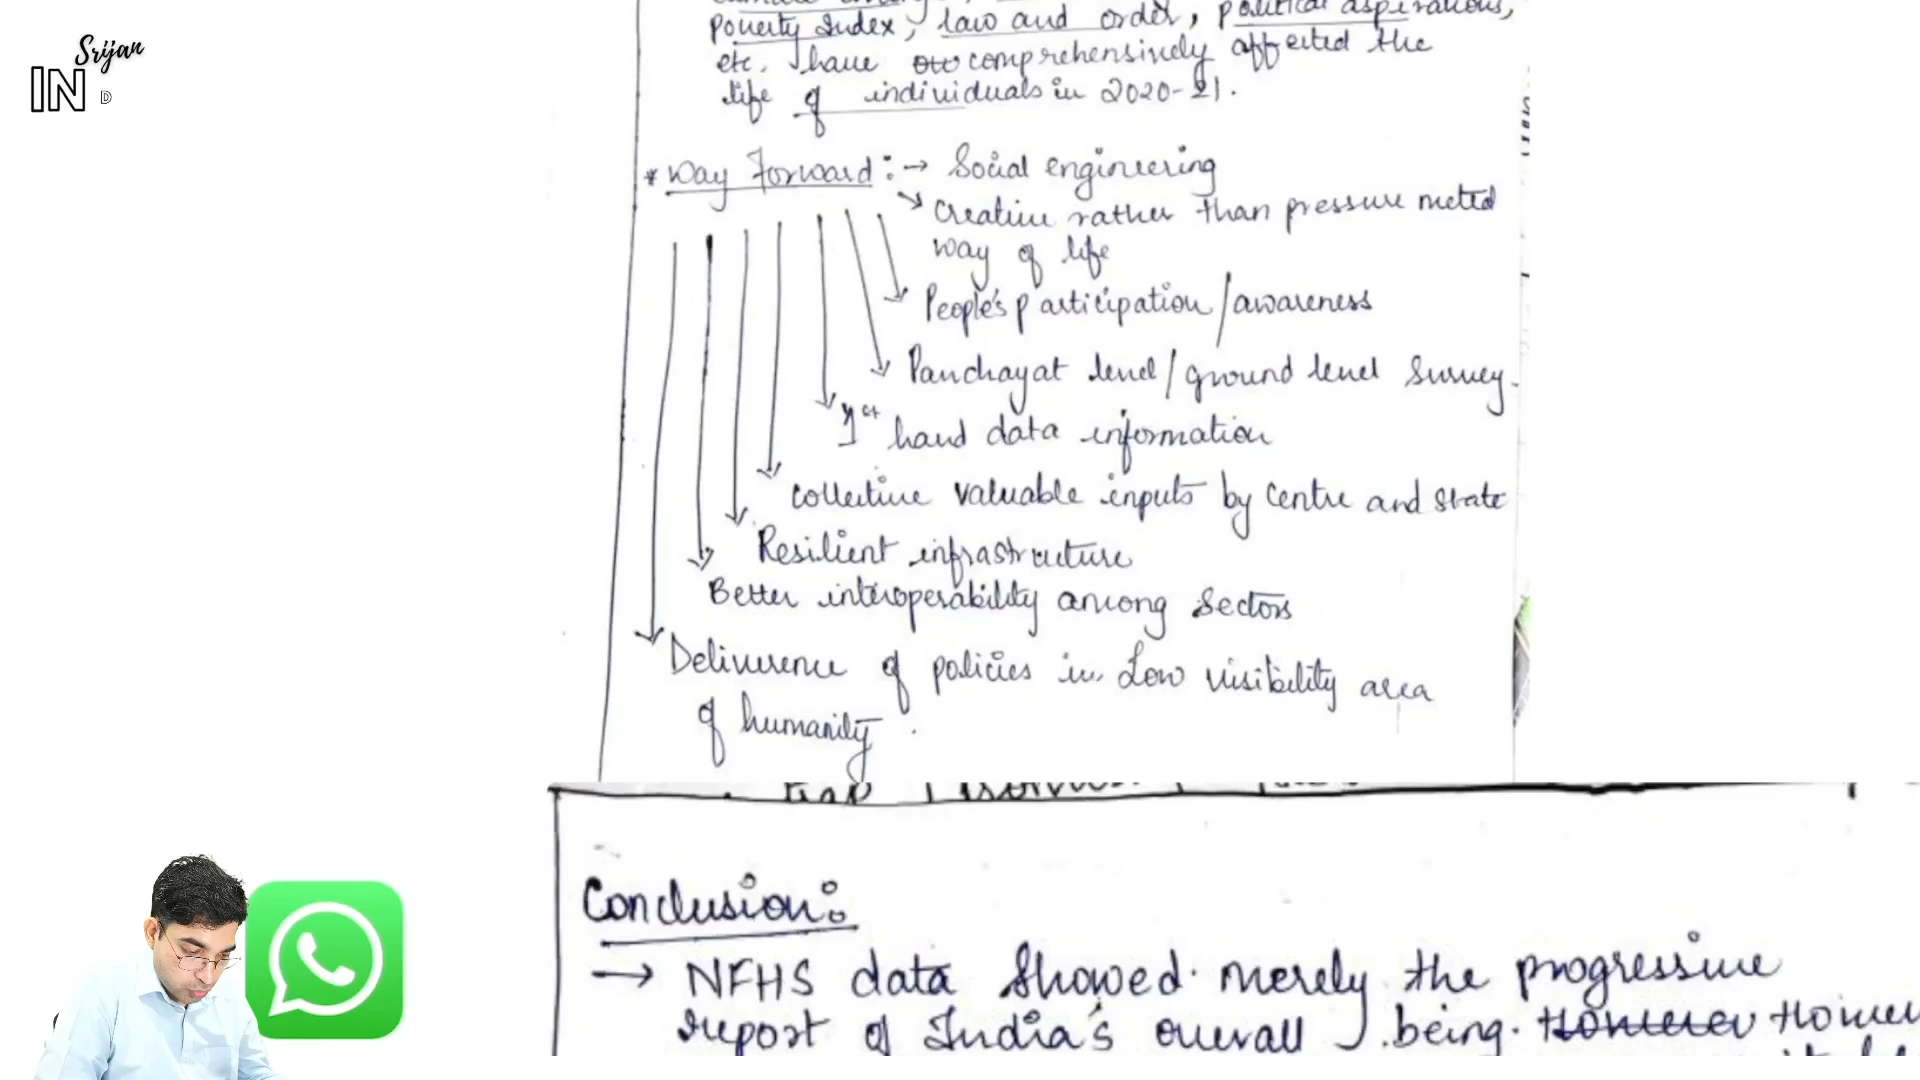 Srijan
IN
D
poverty Index, law and order, political aspirations,
etc. have comprehensively affected the
life of individuals in 2020-21.
* Way Forward :→ Social engineering
→ Creative rather than pressure
way of life
People's participation/awareness
Panchayat level/ground level survey.
1st hand data information
Collective valuable inputs by centre and state
Resilient infrastructure
Better interoperability among sectors
Deliverence of policies in Low visibility area
of humanity.
Conclusion:
→ NFHS data Showed merely the progressive
report of India's overall being. However